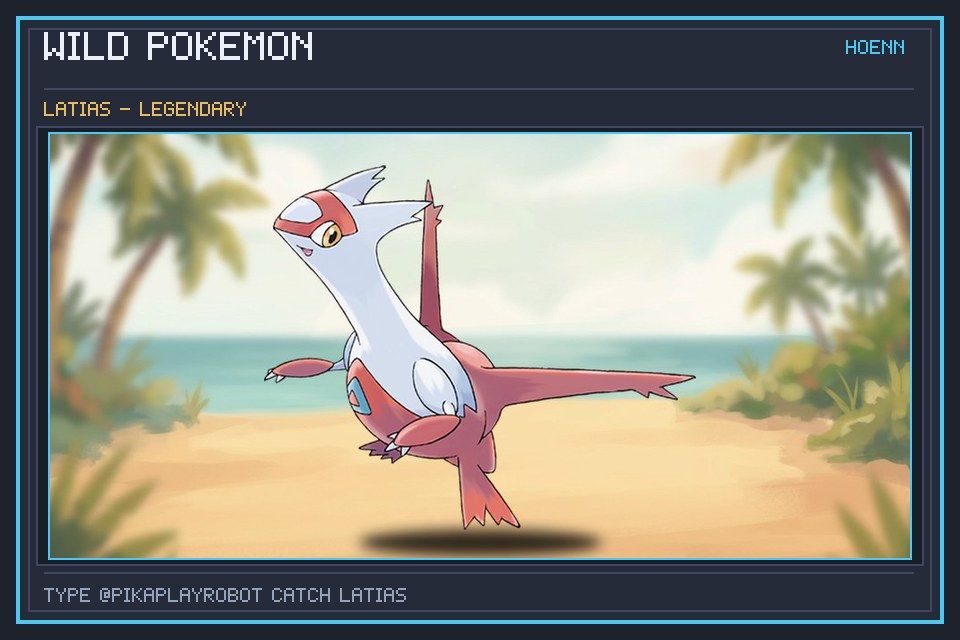 WILD POKEMON
HOENN
LATIAS - LEGENDARY
TYPE @PIKAPLAYROBOT CATCH LATIAS